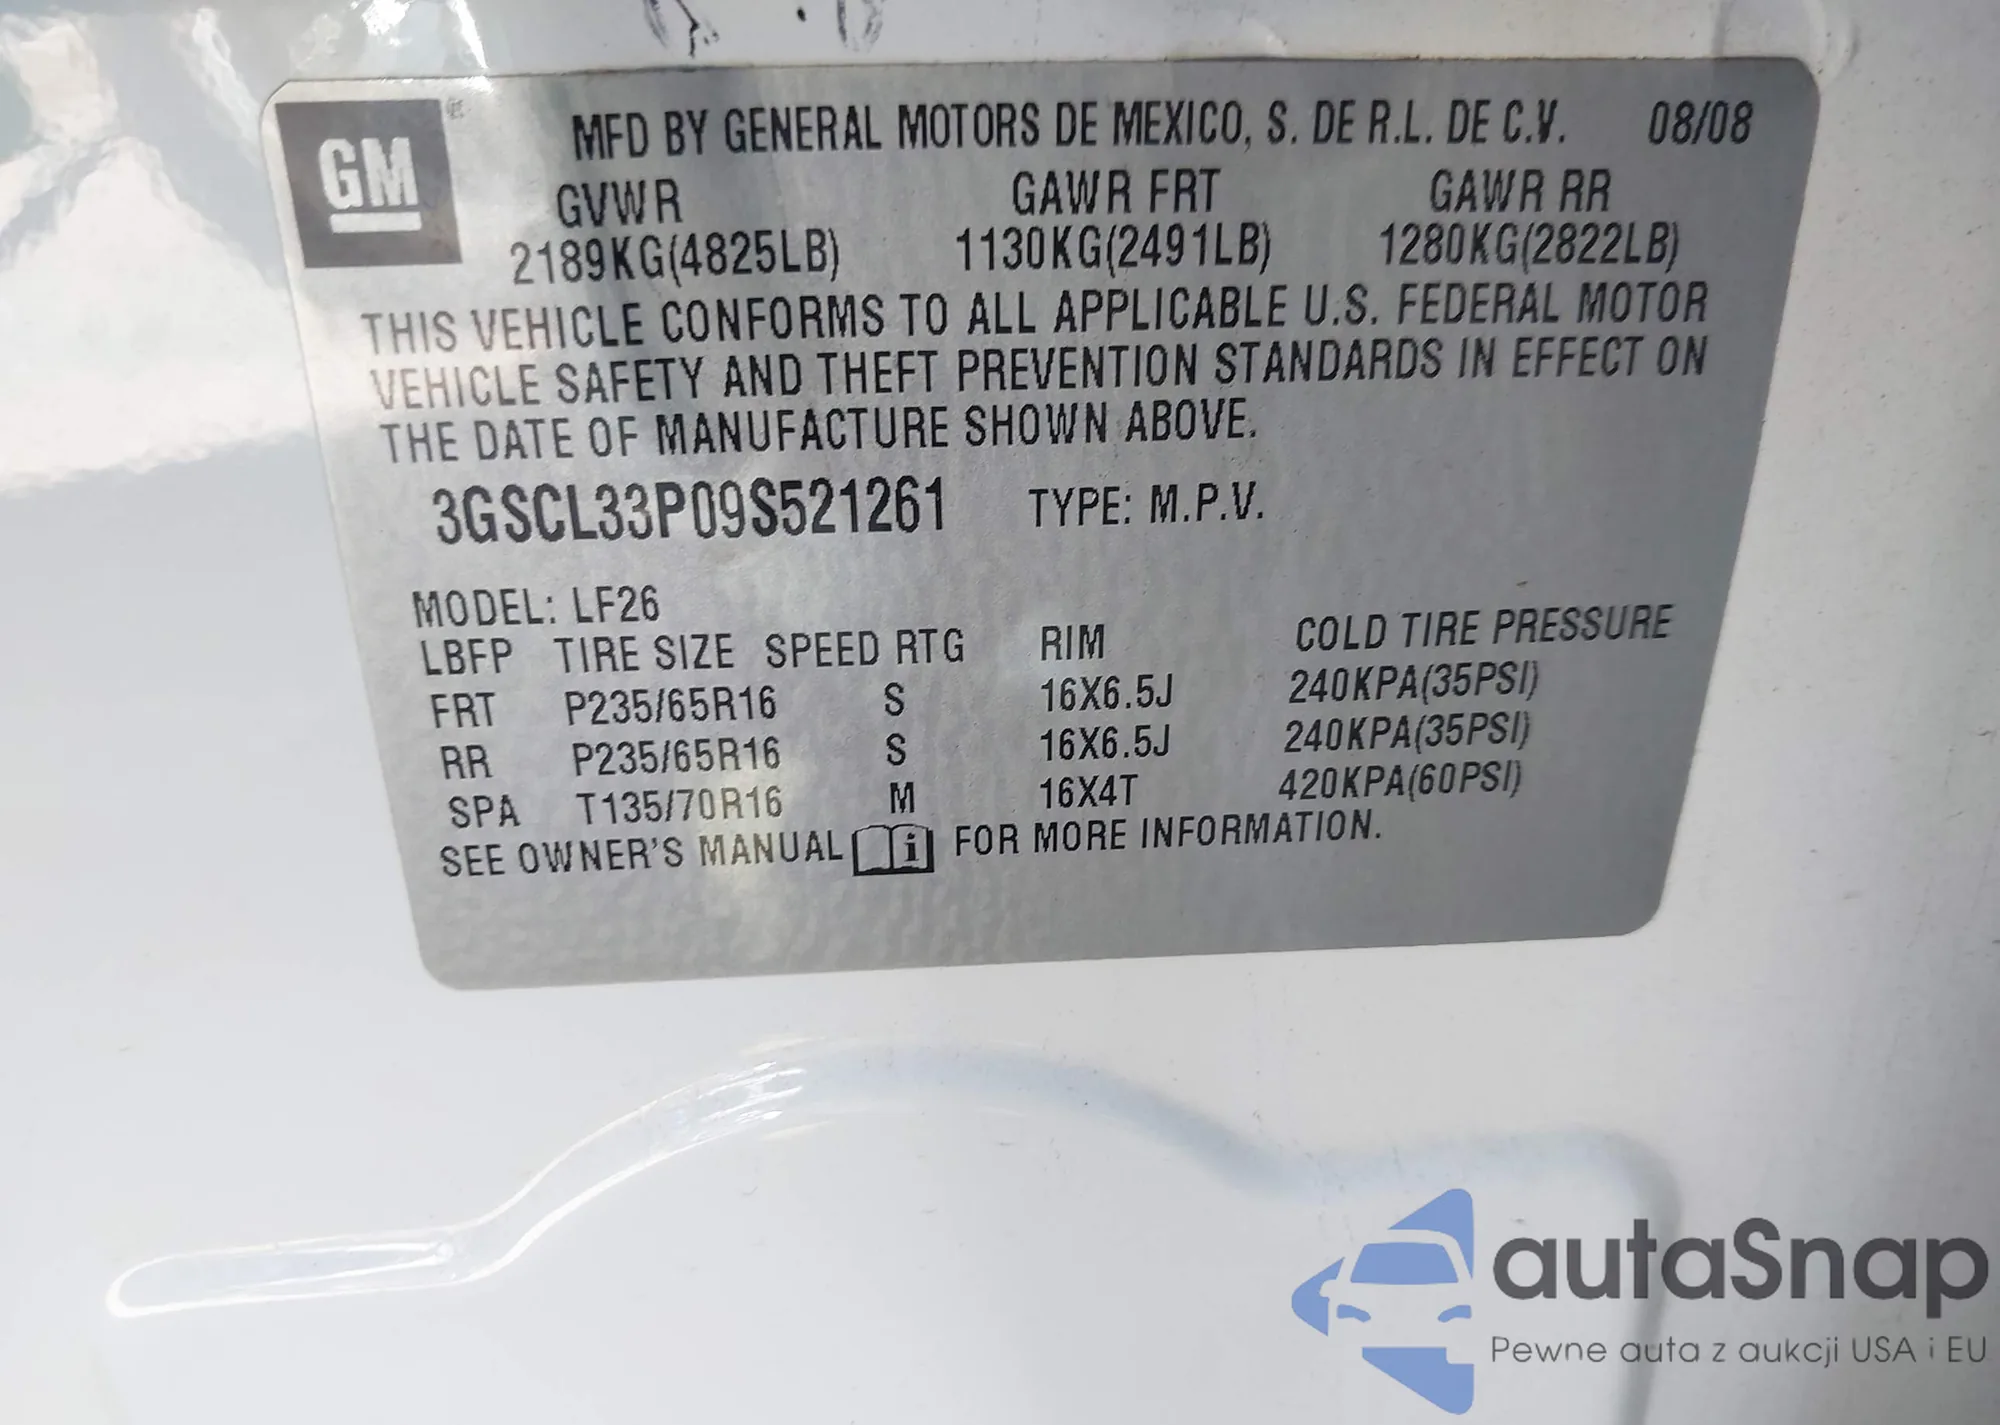 GM
MFD BY GENERAL MOTORS DE MEXICO, S. DE R.L. DE C.V. 08/08
GVWR GAWR FRT GAWR RR
2189KG(4825LB) 1130KG(2491LB) 1280KG(2822LB)
THIS VEHICLE CONFORMS TO ALL APPLICABLE U.S. FEDERAL MOTOR
VEHICLE SAFETY AND THEFT PREVENTION STANDARDS IN EFFECT ON
THE DATE OF MANUFACTURE SHOWN ABOVE.
3GSCL33P09S521261 TYPE: M.P.V.
MODEL: LF26
LBFP TIRE SIZE SPEED RTG RIM COLD TIRE PRESSURE
FRT P235/65R16 S 16X6.5J 240KPA(35PSI)
RR P235/65R16 S 16X6.5J 240KPA(35PSI)
SPA T135/70R16 M 16X4T 420KPA(60PSI)
SEE OWNER'S MANUAL i FOR MORE INFORMATION.
autaSnap
Pewne auta z aukcji USA i EU